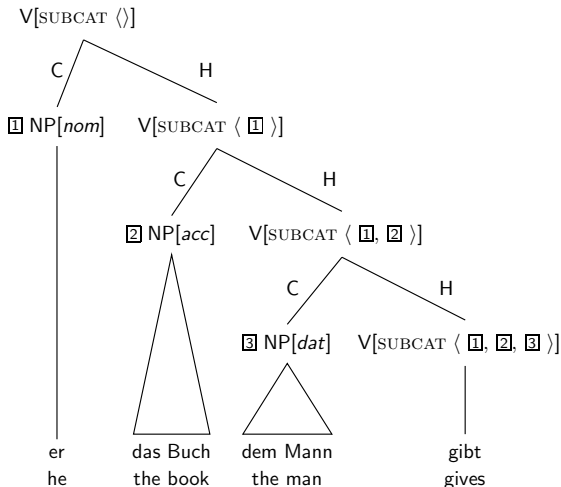 V[SUBCAT ⟨⟩]
C H
1 NP[nom] V[SUBCAT ⟨ 1 ⟩]
C H
2 NP[acc] V[SUBCAT ⟨ 1, 2 ⟩]
C H
3 NP[dat] V[SUBCAT ⟨ 1, 2, 3 ⟩]
er das Buch dem Mann gibt
he the book the man gives